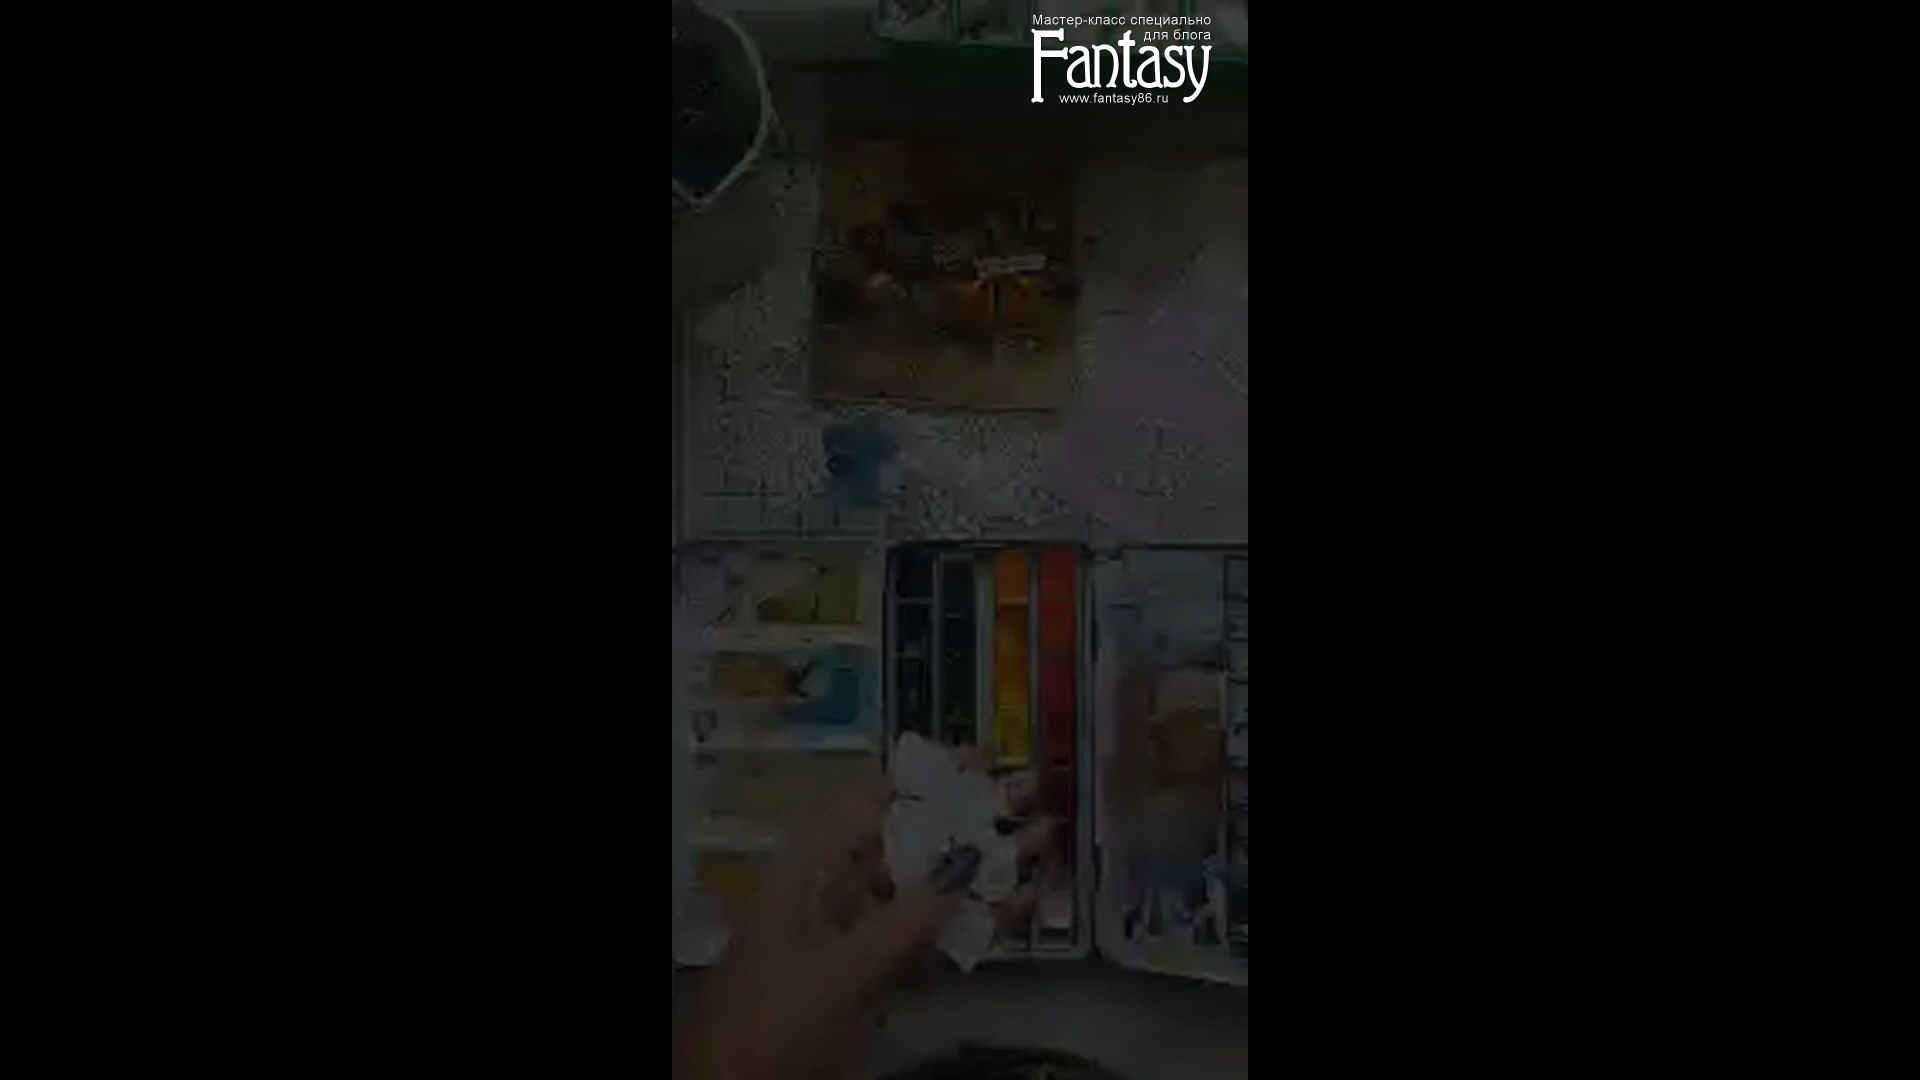 Мастер-класс специально
для блога
Fantasy
www.fantasy86.ru